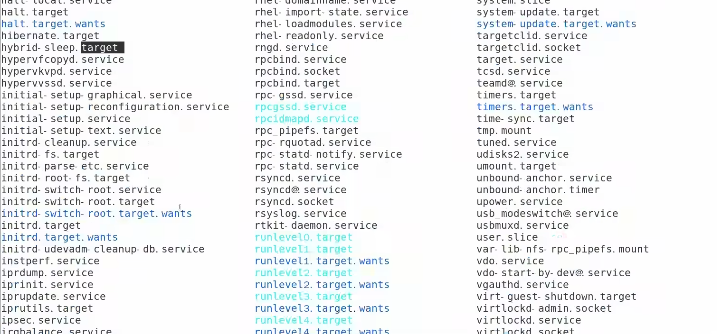 halt-local.service rhel-domainname.service system.slice
halt.target rhel-import-state.service system-update.target
halt.target.wants rhel-loadmodules.service system-update.target.wants
hibernate.target rhel-readonly.service targetclid.service
hybrid-sleep.target rngd.service targetclid.socket
hypervfcopyd.service rpcbind.service target.service
hypervkvpd.service rpcbind.socket tcsd.service
hypervvssd.service rpcbind.target teamd@.service
initial-setup-graphical.service rpc-gssd.service timers.target
initial-setup-reconfiguration.service rpcgssd.service timers.target.wants
initial-setup.service rpcidmapd.service time-sync.target
initial-setup-text.service rpc_pipefs.target tmp.mount
initrd-cleanup.service rpc-rquotad.service tuned.service
initrd-fs.target rpc-statd-notify.service udisks2.service
initrd-parse-etc.service rpc-statd.service umount.target
initrd-root-fs.target rsyncd.service unbound-anchor.service
initrd-switch-root.service rsyncd@.service unbound-anchor.timer
initrd-switch-root.target rsyncd.socket upower.service
initrd-switch-root.target.wants rsyslog.service usb_modeswitch@.service
initrd.target rtkit-daemon.service usbmuxd.service
initrd.target.wants runlevel0.target user.slice
initrd-udevadm-cleanup-db.service runlevel1.target var-lib-nfs-rpc_pipefs.mount
instperf.service runlevel1.target.wants vdo.service
iprdump.service runlevel2.target vdo-start-by-dev@.service
iprinit.service runlevel2.target.wants vgauthd.service
iprupdate.service runlevel3.target virt-guest-shutdown.target
iprutils.target runlevel3.target.wants virtlockd-admin.socket
ipsec.service runlevel4.target virtlockd.service
irqbalance.service runlevel4.target.wants virtlockd.socket